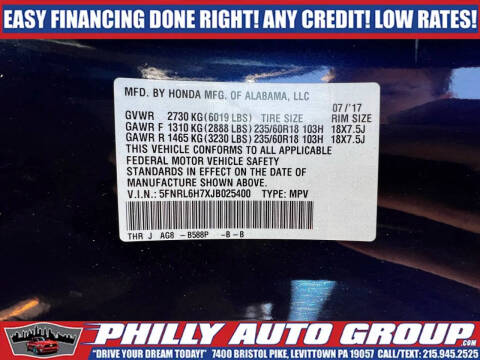 EASY FINANCING DONE RIGHT! ANY CREDIT! LOW RATES!
MFD. BY HONDA MFG. OF ALABAMA, LLC
07/'17
GVWR 2730 KG(6019 LBS) TIRE SIZE RIM SIZE
GAWR F 1310 KG(2888 LBS) 235/60R18 103H 18X7.5J
GAWR R 1465 KG(3230 LBS) 235/60R18 103H 18X7.5J
THIS VEHICLE CONFORMS TO ALL APPLICABLE
FEDERAL MOTOR VEHICLE SAFETY
STANDARDS IN EFFECT ON THE DATE OF
MANUFACTURE SHOWN ABOVE.
V.I.N.: 5FNRL6H7XJB025400 TYPE: MPV
THR J AG8 -B588P -B -B
PHILLY AUTO GROUP.COM
"DRIVE YOUR DREAM TODAY!" 7400 BRISTOL PIKE, LEVITTOWN PA 19057 CALL/TEXT: 215.945.2525